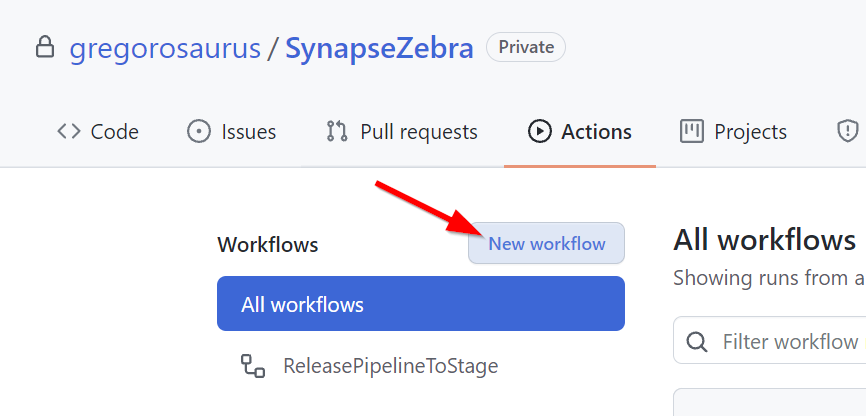 gregorosaurus / SynapseZebra Private
Code Issues Pull requests Actions Projects
Workflows New workflow
All workflows
ReleasePipelineToStage
All workflows
Showing runs from a
Filter workflow